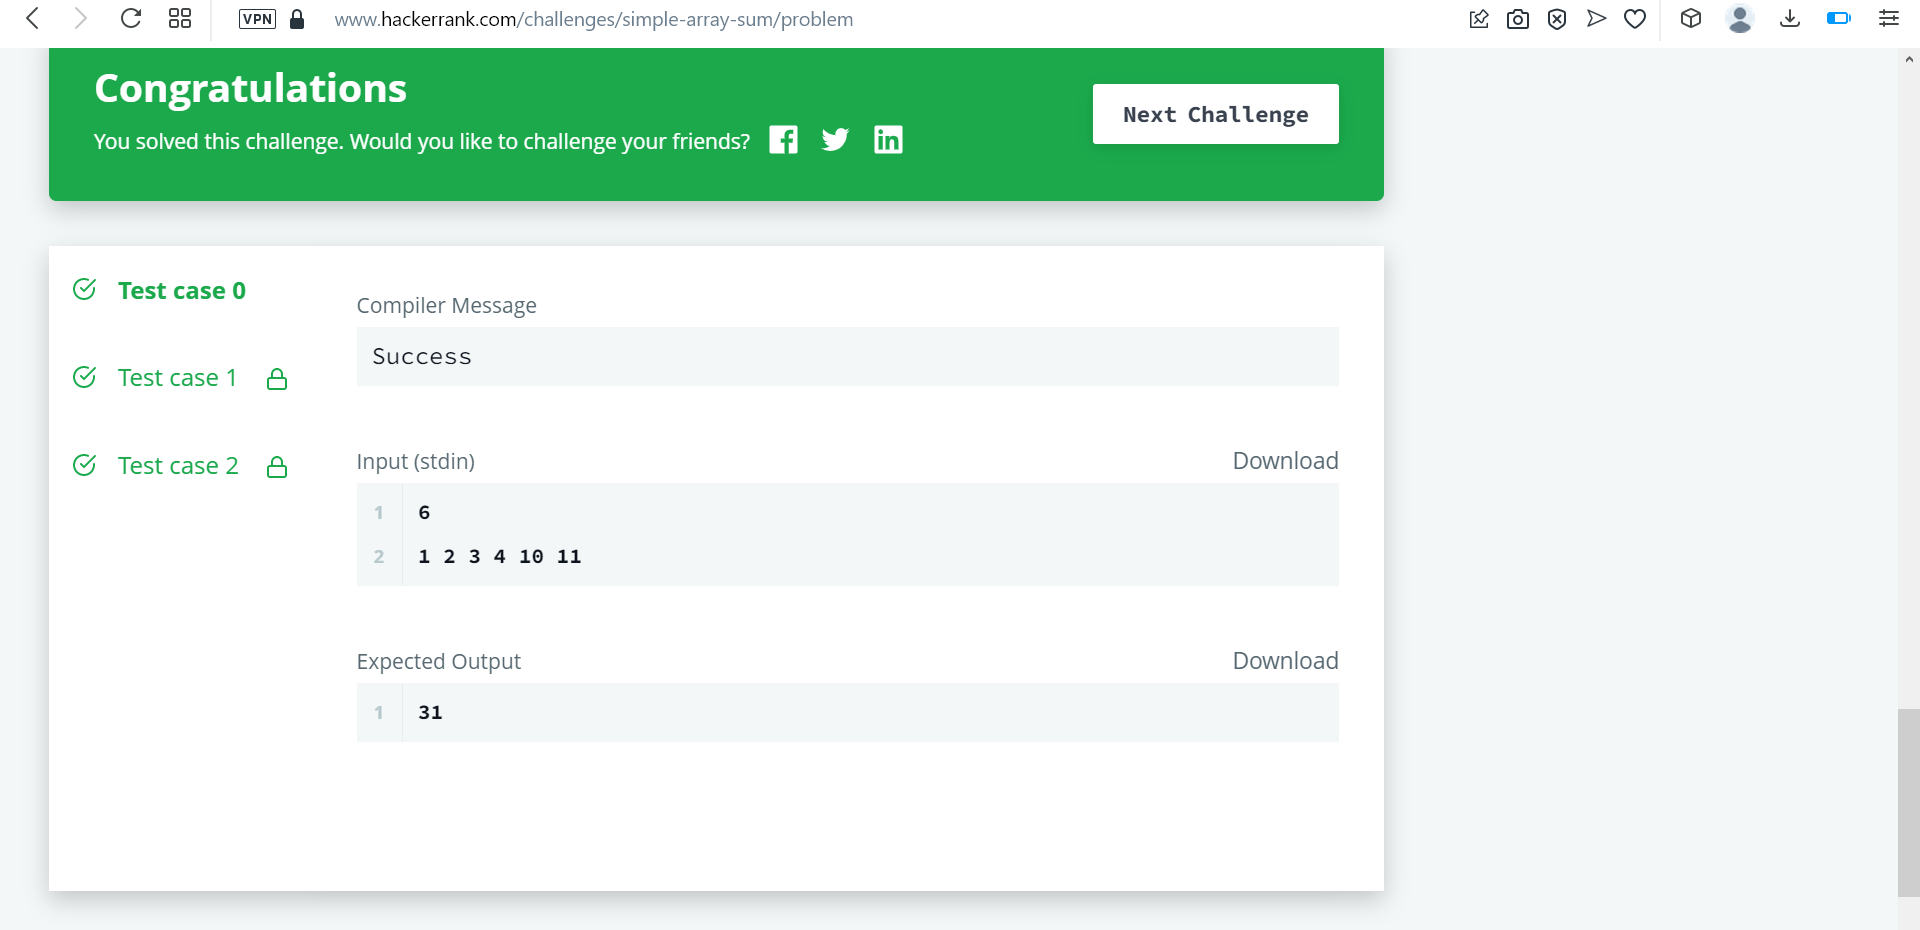 VPN www.hackerrank.com/challenges/simple-array-sum/problem
Congratulations
You solved this challenge. Would you like to challenge your friends?
Next Challenge
Test case 0
Test case 1
Test case 2
Compiler Message
Success
Input (stdin) Download
1 6
2 1 2 3 4 10 11
Expected Output Download
1 31